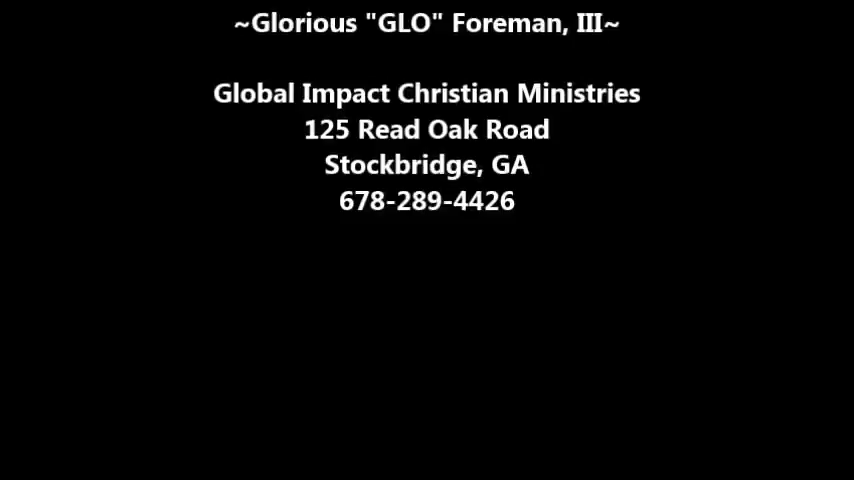 ~Glorious "GLO" Foreman, III~
Global Impact Christian Ministries
125 Read Oak Road
Stockbridge, GA
678-289-4426